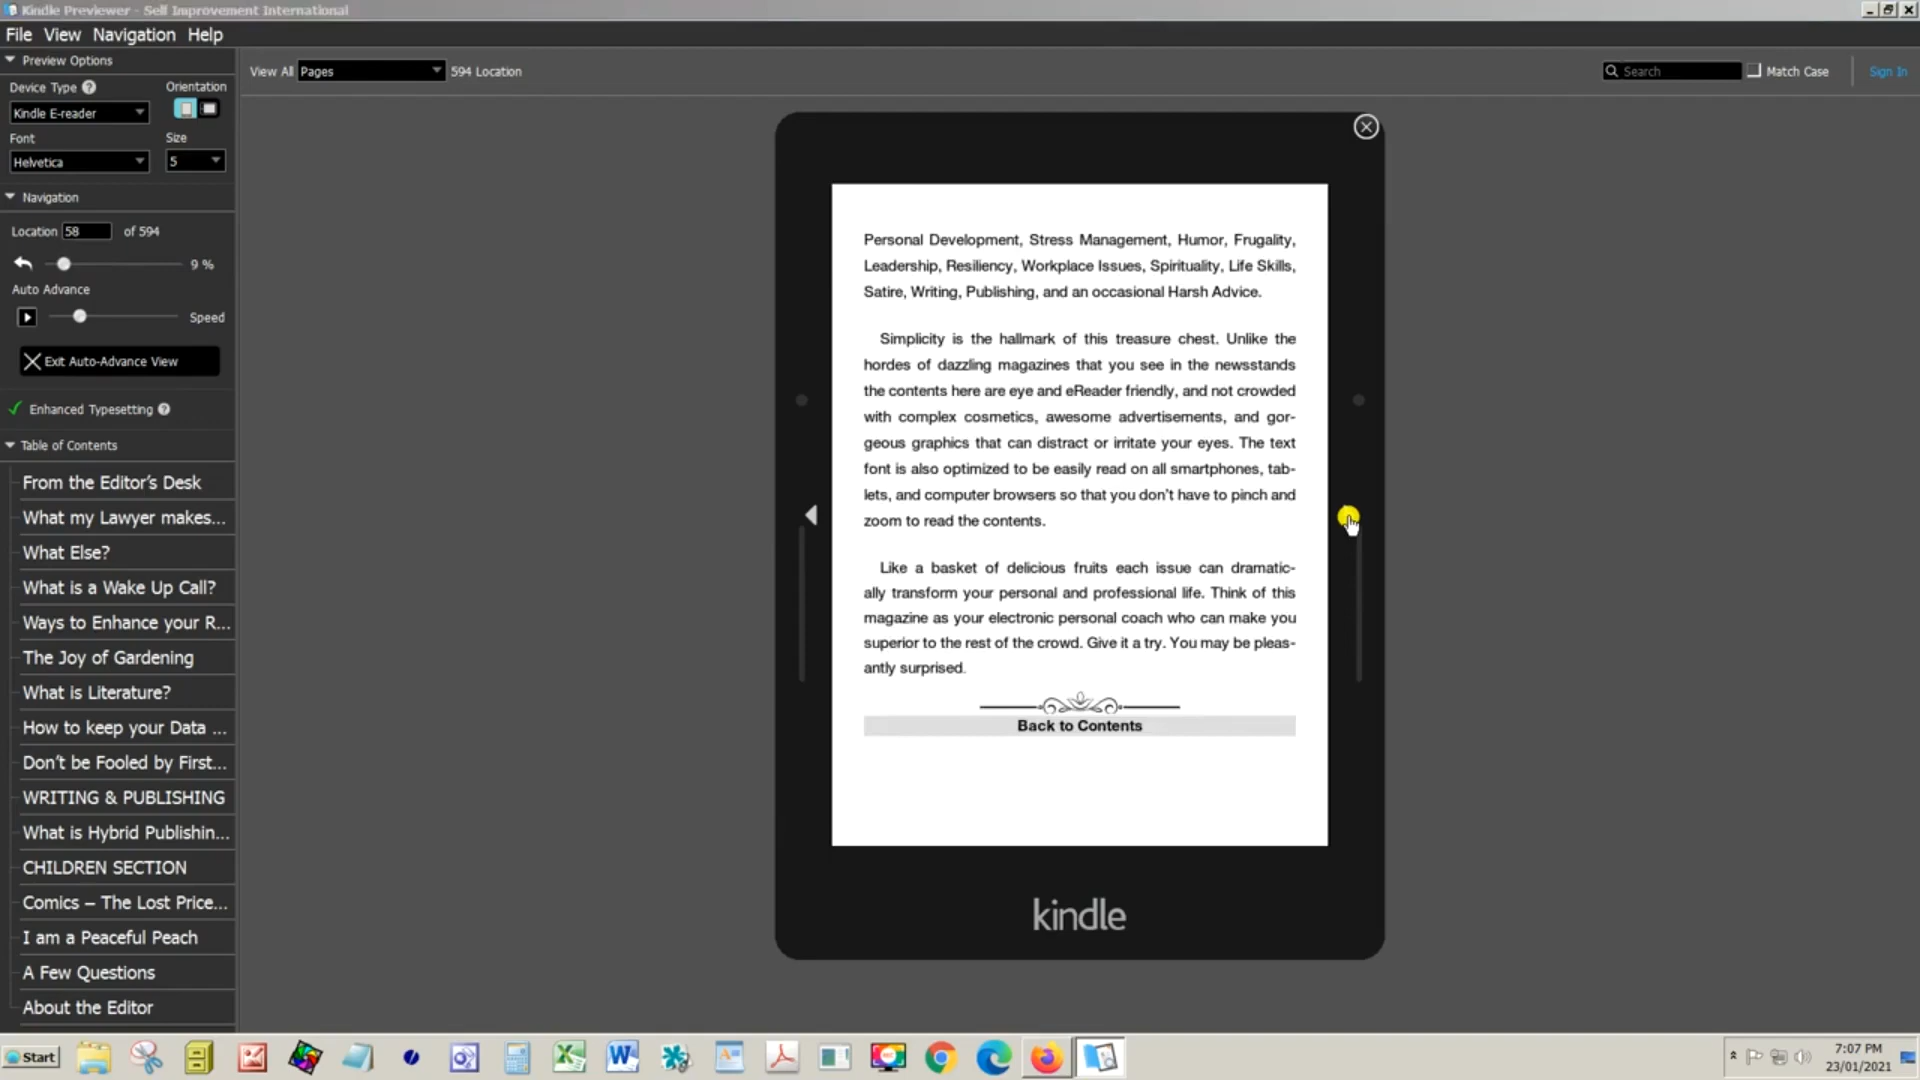 Kindle Previewer - Self Improvement International
File View Navigation Help
Preview Options
Device Type ? Orientation
Kindle E-reader
Font Size
Helvetica 5
Navigation
Location 58 of 594
9 %
Auto Advance
Speed
Exit Auto-Advance View
Enhanced Typesetting ?
Table of Contents
From the Editor's Desk
What my Lawyer makes...
What Else?
What is a Wake Up Call?
Ways to Enhance your R...
The Joy of Gardening
What is Literature?
How to keep your Data ...
Don't be Fooled by First...
WRITING & PUBLISHING
What is Hybrid Publishin...
CHILDREN SECTION
Comics – The Lost Price...
I am a Peaceful Peach
A Few Questions
About the Editor
View All Pages 594 Location
Search Match Case Sign In
Personal Development, Stress Management, Humor, Frugality,
Leadership, Resiliency, Workplace Issues, Spirituality, Life Skills,
Satire, Writing, Publishing, and an occasional Harsh Advice.
Simplicity is the hallmark of this treasure chest. Unlike the
hordes of dazzling magazines that you see in the newsstands
the contents here are eye and eReader friendly, and not crowded
with complex cosmetics, awesome advertisements, and gor-
geous graphics that can distract or irritate your eyes. The text
font is also optimized to be easily read on all smartphones, tab-
lets, and computer browsers so that you don't have to pinch and
zoom to read the contents.
Like a basket of delicious fruits each issue can dramatic-
ally transform your personal and professional life. Think of this
magazine as your electronic personal coach who can make you
superior to the rest of the crowd. Give it a try. You may be pleas-
antly surprised.
Back to Contents
kindle
Start
7:07 PM
23/01/2021